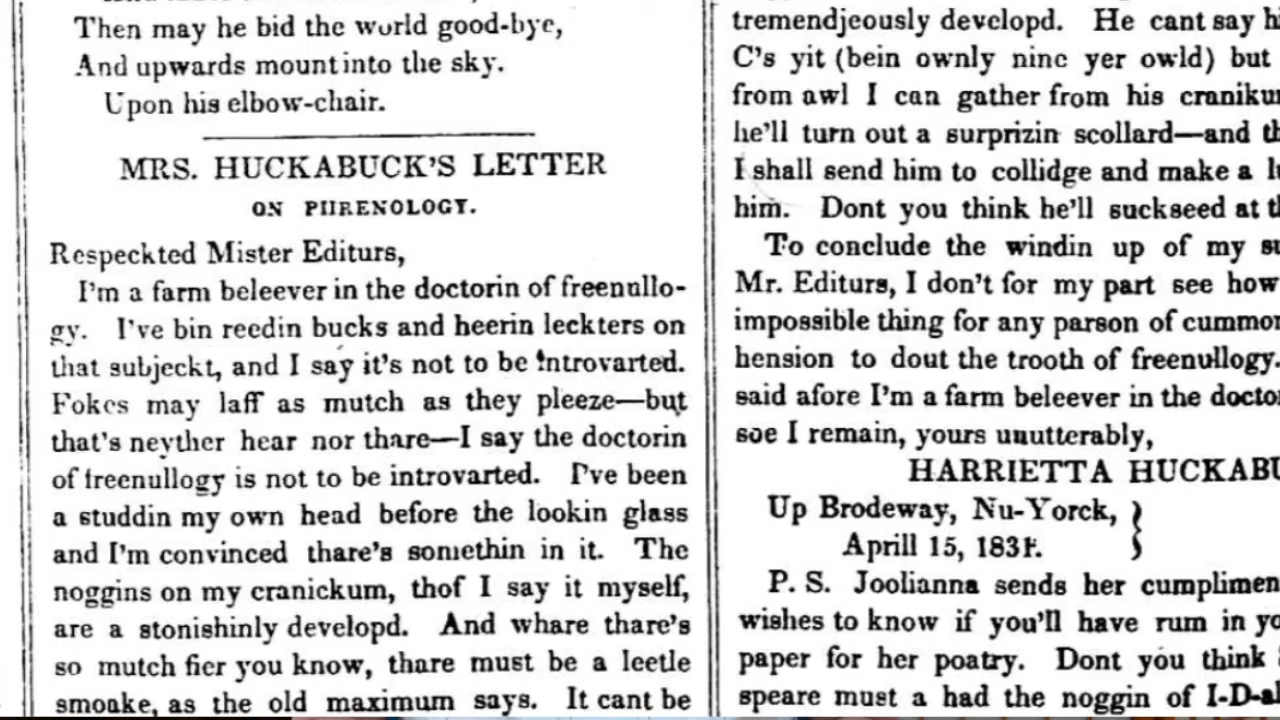 Then may he bid the world good-bye,
And upwards mount into the sky.
Upon his elbow-chair.
MRS. HUCKABUCK'S LETTER
ON PHRENOLOGY.
Respeckted Mister Editurs,
I'm a farm beleever in the doctorin of freenullo-
gy. I've bin reedin bucks and heerin leckters on
that subjeckt, and I say it's not to be introvarted.
Fokes may laff as mutch as they pleeze—but
that's neyther hear nor thare—I say the doctorin
of freenullogy is not to be introvarted. I've been
a studdin my own head before the lookin glass
and I'm convinced thare's somethin in it. The
noggins on my cranickum, thof I say it myself,
are a stonishinly developd. And whare thare's
so mutch fier you know, thare must be a leetle
smoake, as the old maximum says. It cant be
tremendjeously developd. He cant say hi
C's yit (bein ownly nine yer owld) but
from awl I can gather from his craniku
he'll turn out a surprizin scollard—and th
I shall send him to collidge and make a l
him. Dont you think he'll suckseed at th
To conclude the windin up of my s
Mr. Editurs, I don't for my part see how
impossible thing for any parson of cummon
hension to dout the trooth of freenullogy.
said afore I'm a farm beleever in the docto
soe I remain, yours unutterably,
HARRIETTA HUCKABU
Up Brodeway, Nu-Yorck,
Aprill 15, 1831.
P. S. Joolianna sends her cumplimen
wishes to know if you'll have rum in yo
paper for her poatry. Dont you think
speare must a had the noggin of I-D-al